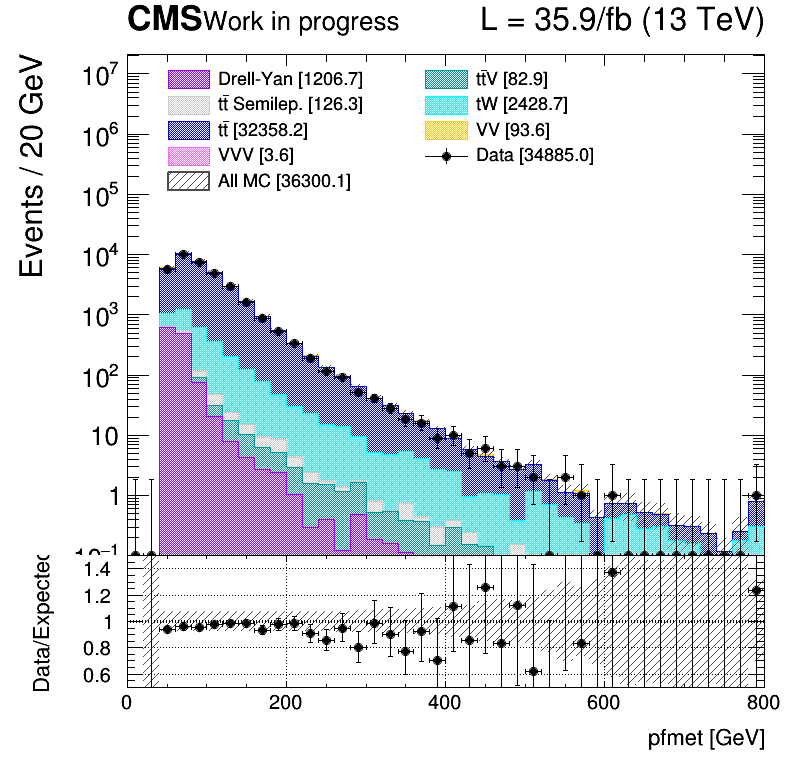 CMS Work in progress L = 35.9/fb (13 TeV)
Events / 20 GeV
10⁷
10⁶
10⁵
10⁴
10³
10²
10
1
10⁻¹
Drell-Yan [1206.7]
tt̄ Semilep. [126.3]
tt̄ [32358.2]
VVV [3.6]
All MC [36300.1]
tt̄V [82.9]
tW [2428.7]
VV [93.6]
Data [34885.0]
Data/Expected
1.4
1.2
1
0.8
0.6
0 200 400 600 800
pfmet [GeV]